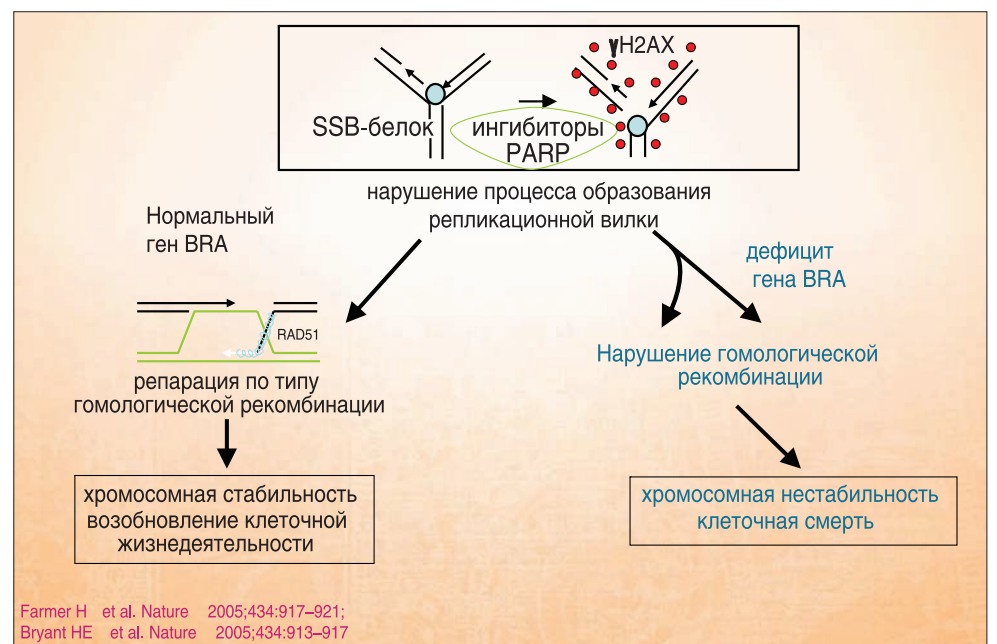 γH2AX
SSB-белок
ингибиторы
PARP
нарушение процесса образования
репликационной вилки
Нормальный
ген BRA
дефицит
гена BRA
RAD51
репарация по типу
гомологической рекомбинации
Нарушение гомологической
рекомбинации
хромосомная стабильность
возобновление клеточной
жизнедеятельности
хромосомная нестабильность
клеточная смерть
Farmer H et al. Nature 2005;434:917–921;
Bryant HE et al. Nature 2005;434:913–917